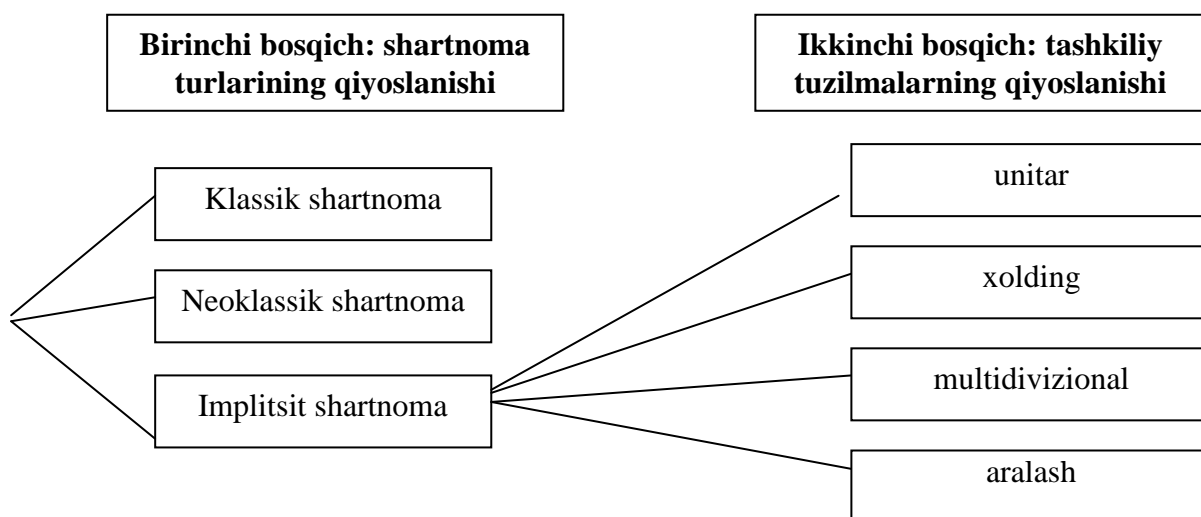 Birinchi bosqich: shartnoma
turlarining qiyoslanishi
Ikkinchi bosqich: tashkiliy
tuzilmalarning qiyoslanishi
Klassik shartnoma
Neoklassik shartnoma
Implitsit shartnoma
unitar
xolding
multidivizional
aralash